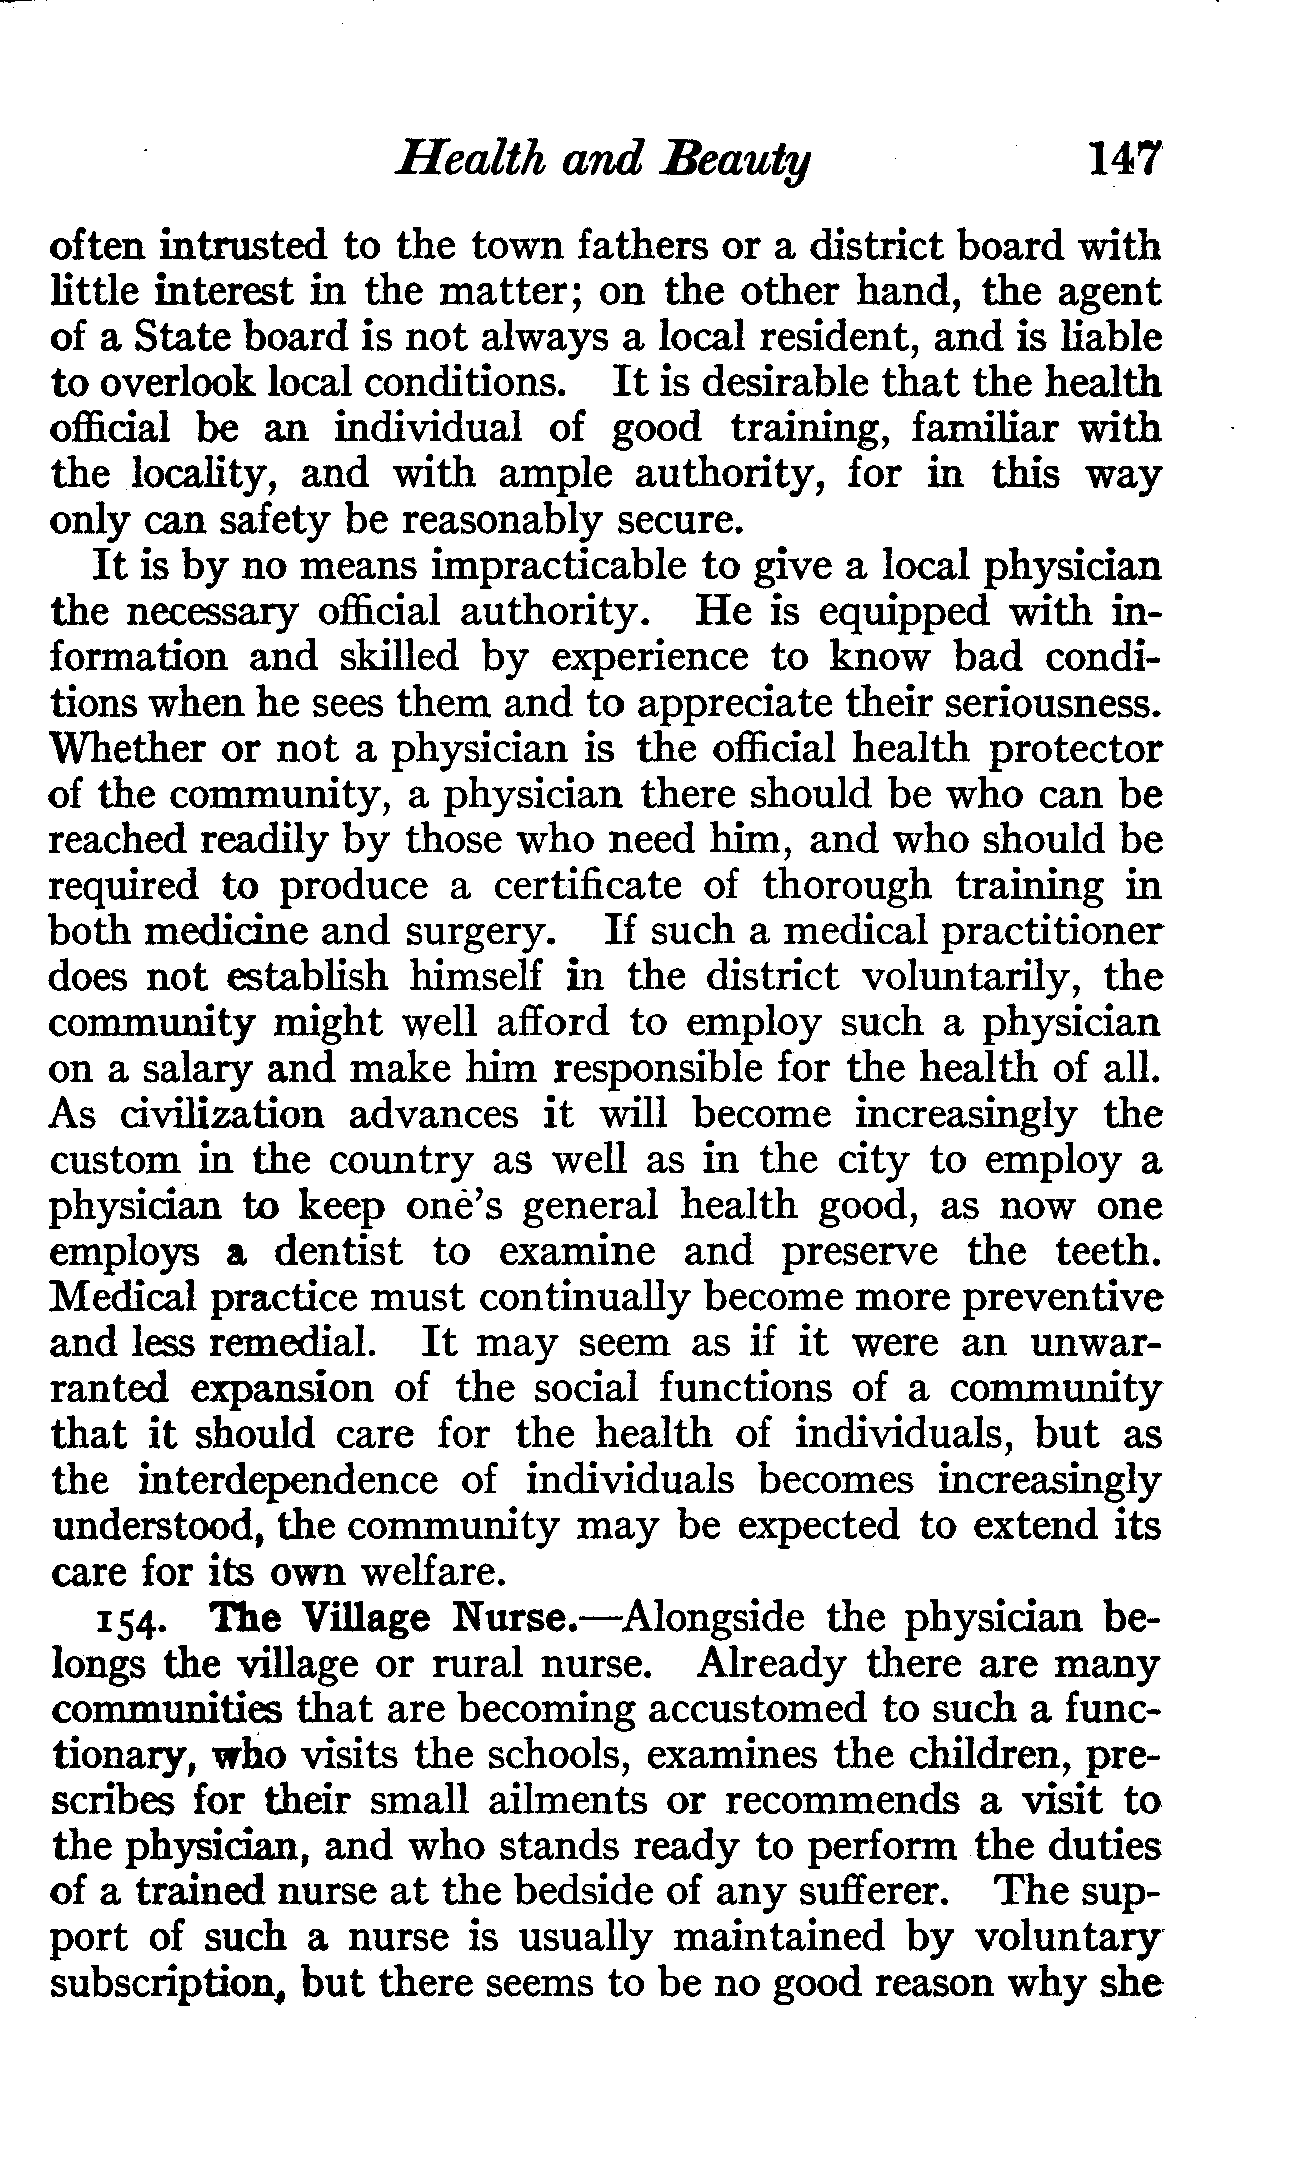 Health and Beauty 147
often intrusted to the town fathers or a district board with
little interest in the matter; on the other hand, the agent
of a State board is not always a local resident, and is liable
to overlook local conditions. It is desirable that the health
official be an individual of good training, familiar with
the locality, and with ample authority, for in this way
only can safety be reasonably secure.
It is by no means impracticable to give a local physician
the necessary official authority. He is equipped with in-
formation and skilled by experience to know bad condi-
tions when he sees them and to appreciate their seriousness.
Whether or not a physician is the official health protector
of the community, a physician there should be who can be
reached readily by those who need him, and who should be
required to produce a certificate of thorough training in
both medicine and surgery. If such a medical practitioner
does not establish himself in the district voluntarily, the
community might well afford to employ such a physician
on a salary and make him responsible for the health of all.
As civilization advances it will become increasingly the
custom in the country as well as in the city to employ a
physician to keep one's general health good, as now one
employs a dentist to examine and preserve the teeth.
Medical practice must continually become more preventive
and less remedial. It may seem as if it were an unwar-
ranted expansion of the social functions of a community
that it should care for the health of individuals, but as
the interdependence of individuals becomes increasingly
understood, the community may be expected to extend its
care for its own welfare.
154. The Village Nurse.—Alongside the physician be-
longs the village or rural nurse. Already there are many
communities that are becoming accustomed to such a func-
tionary, who visits the schools, examines the children, pre-
scribes for their small ailments or recommends a visit to
the physician, and who stands ready to perform the duties
of a trained nurse at the bedside of any sufferer. The sup-
port of such a nurse is usually maintained by voluntary
subscription, but there seems to be no good reason why she